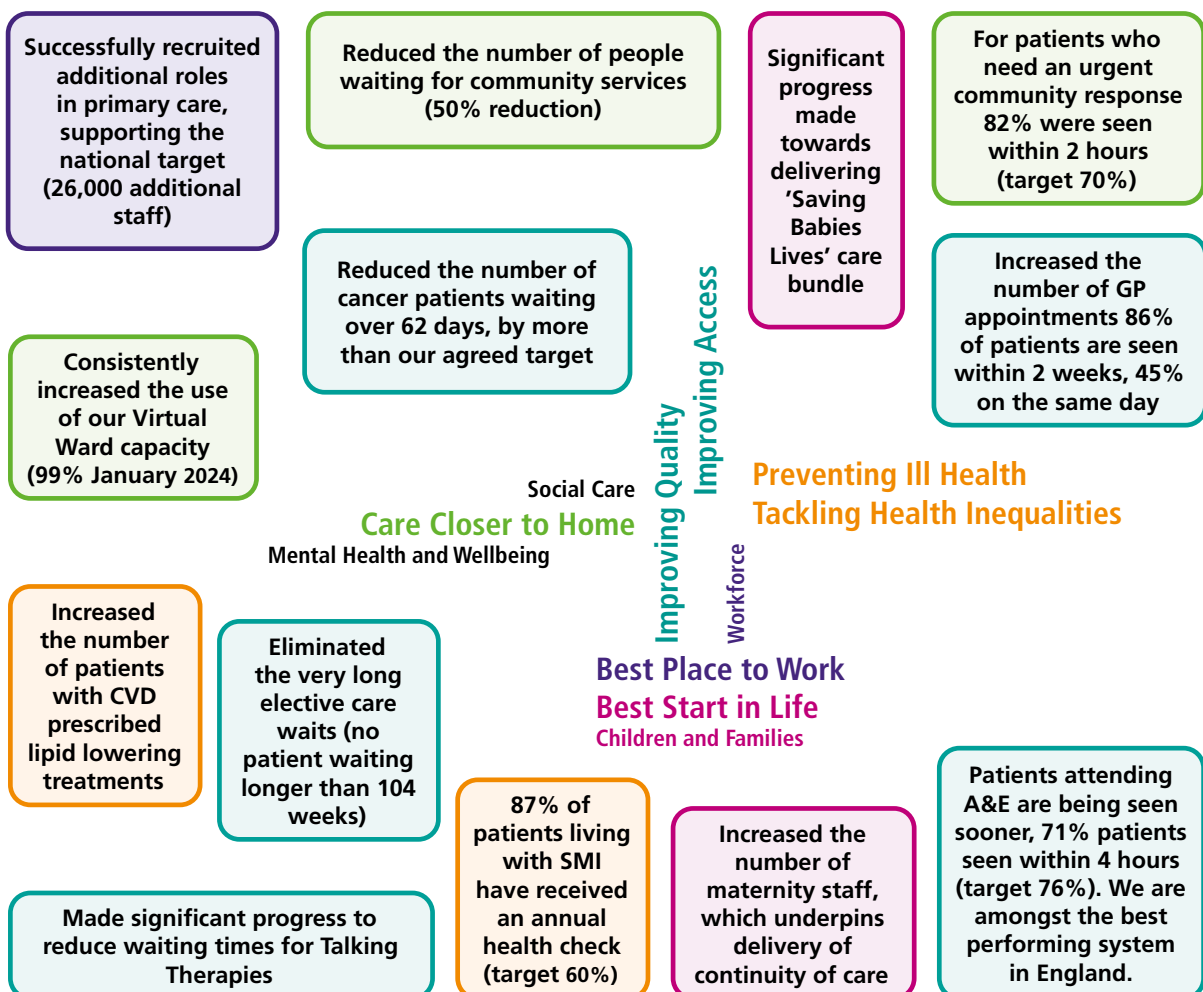 Successfully recruited
additional roles
in primary care,
supporting the
national target
(26,000 additional
staff)
Reduced the number of people
waiting for community services
(50% reduction)
Significant
progress
made
towards
delivering
’Saving
Babies
Lives’ care
bundle
For patients who
need an urgent
community response
82% were seen
within 2 hours
(target 70%)
Reduced the number of
cancer patients waiting
over 62 days, by more
than our agreed target
Increased the
number of GP
appointments 86%
of patients are seen
within 2 weeks, 45%
on the same day
Consistently
increased the use
of our Virtual
Ward capacity
(99% January 2024)
Social Care
Care Closer to Home
Mental Health and Wellbeing
Improving Quality
Improving Access
Preventing Ill Health
Tackling Health Inequalities
Workforce
Best Place to Work
Best Start in Life
Children and Families
Increased
the number
of patients
with CVD
prescribed
lipid lowering
treatments
Eliminated
the very long
elective care
waits (no
patient waiting
longer than 104
weeks)
87% of
patients living
with SMI
have received
an annual
health check
(target 60%)
Increased the
number of
maternity staff,
which underpins
delivery of
continuity of care
Patients attending
A&E are being seen
sooner, 71% patients
seen within 4 hours
(target 76%). We are
amongst the best
performing system
in England.
Made significant progress to
reduce waiting times for Talking
Therapies